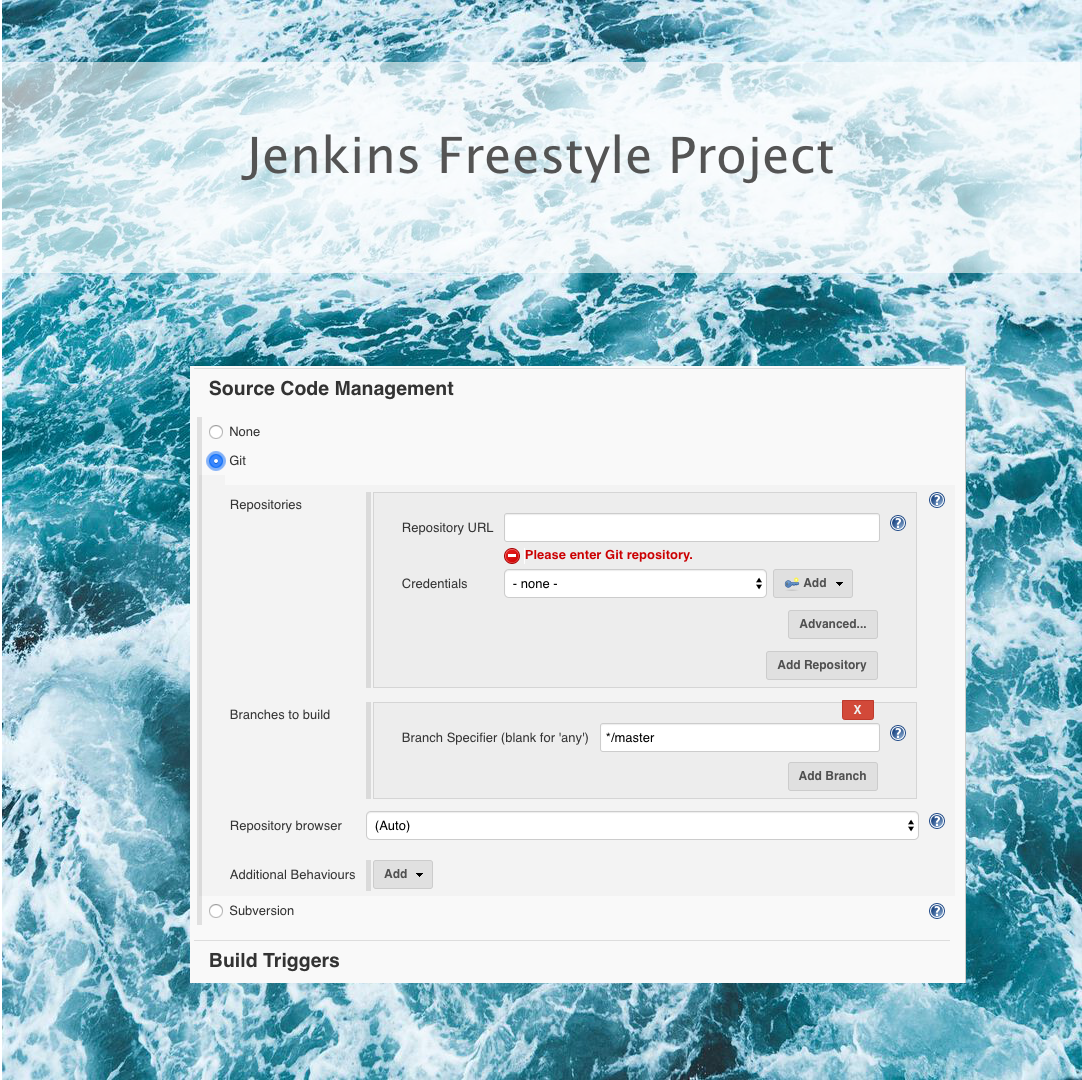 Jenkins Freestyle Project
Source Code Management
None
Git
Repositories
Repository URL
Please enter Git repository.
Credentials
- none -
Add
Advanced...
Add Repository
Branches to build
X
Branch Specifier (blank for 'any')
*/master
Add Branch
Repository browser
(Auto)
Additional Behaviours
Add
Subversion
Build Triggers